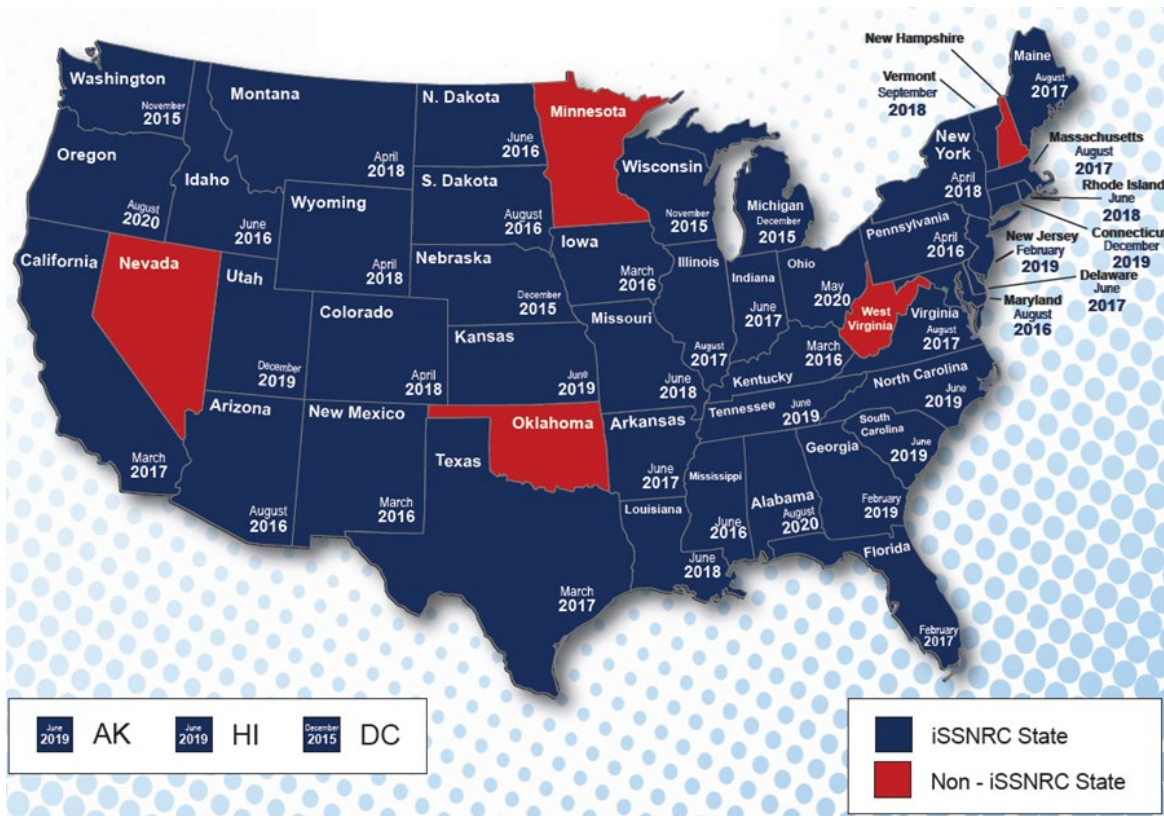 Washington
November
2015
Oregon
August
2020
California
March
2017
Nevada
Idaho
June
2016
Montana
April
2018
Wyoming
April
2018
Utah
December
2019
Arizona
August
2016
Colorado
April
2018
New Mexico
March
2016
N. Dakota
June
2016
S. Dakota
August
2016
Nebraska
December
2015
Kansas
June
2019
Oklahoma
Texas
March
2017
Minnesota
Iowa
March
2016
Missouri
June
2018
Arkansas
June
2017
Louisiana
June
2018
Wisconsin
November
2015
Illinois
August
2017
Michigan
December
2015
Indiana
June
2017
Ohio
May
2020
Kentucky
March
2016
Tennessee
June
2019
Mississippi
June
2016
Alabama
August
2020
Georgia
February
2019
Florida
February
2017
South
Carolina
June
2019
North Carolina
June
2019
Virginia
August
2017
West
Virginia
Pennsylvania
April
2016
New
York
April
2018
Vermont
September
2018
New Hampshire
Maine
August
2017
Massachusetts
August
2017
Rhode Island
June
2018
Connecticut
December
2019
New Jersey
February
2019
Delaware
June
2017
Maryland
August
2016
June
2019
AK
June
2019
HI
December
2015
DC
iSSNRC State
Non - iSSNRC State